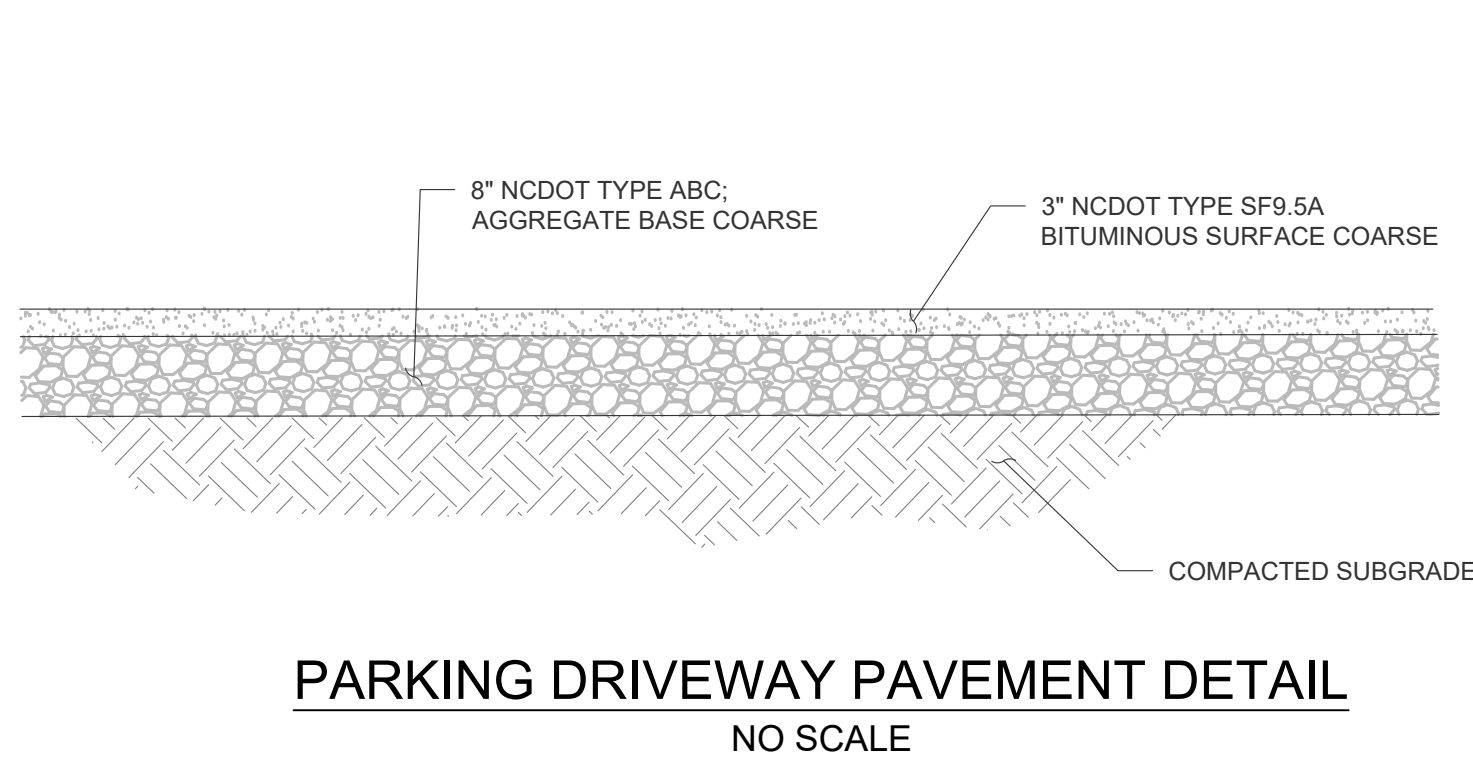 8" NCDOT TYPE ABC;
AGGREGATE BASE COARSE
3" NCDOT TYPE SF9.5A
BITUMINOUS SURFACE COARSE
COMPACTED SUBGRADE
PARKING DRIVEWAY PAVEMENT DETAIL
NO SCALE